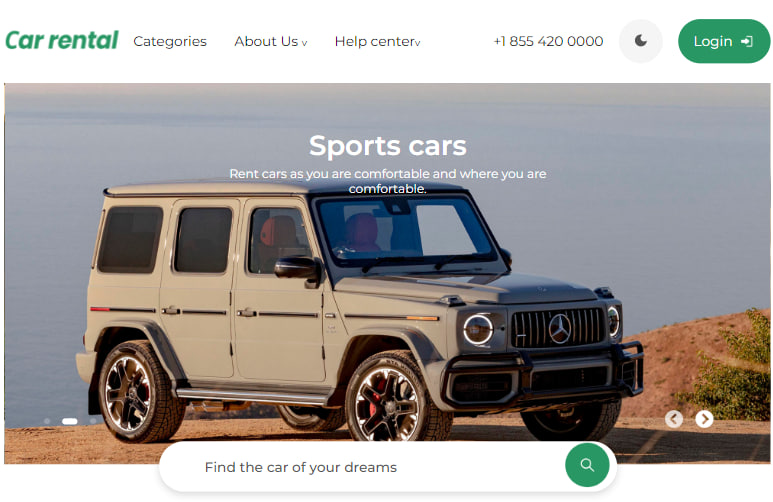 Car rental
Categories
About Us v
Help center v
+1 855 420 0000
Login
Sports cars
Rent cars as you are comfortable and where you are
comfortable.
Find the car of your dreams